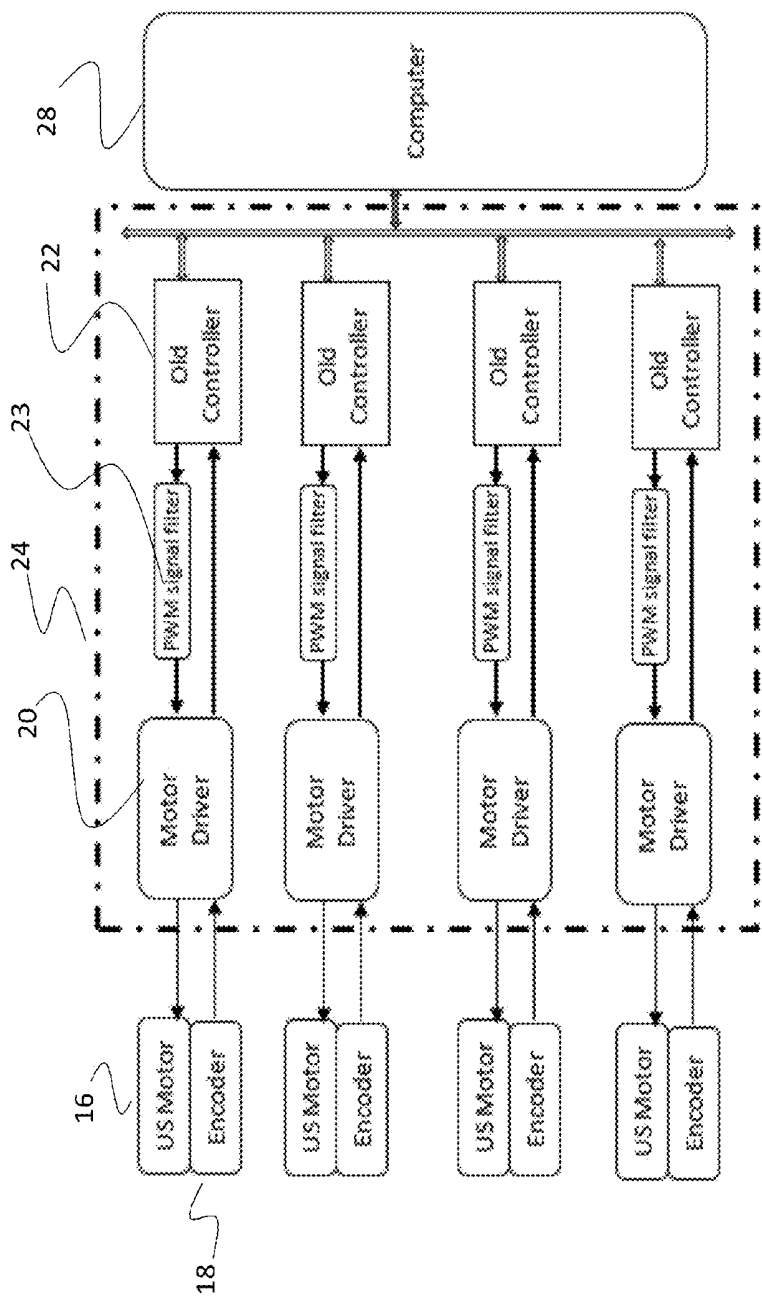 28
Computer
22
23
24
20
16
18
Old
Controller
PWM signal filter
Motor
Driver
US Motor
Encoder
Old
Controller
PWM signal filter
Motor
Driver
US Motor
Encoder
Old
Controller
PWM signal filter
Motor
Driver
US Motor
Encoder
Old
Controller
PWM signal filter
Motor
Driver
US Motor
Encoder